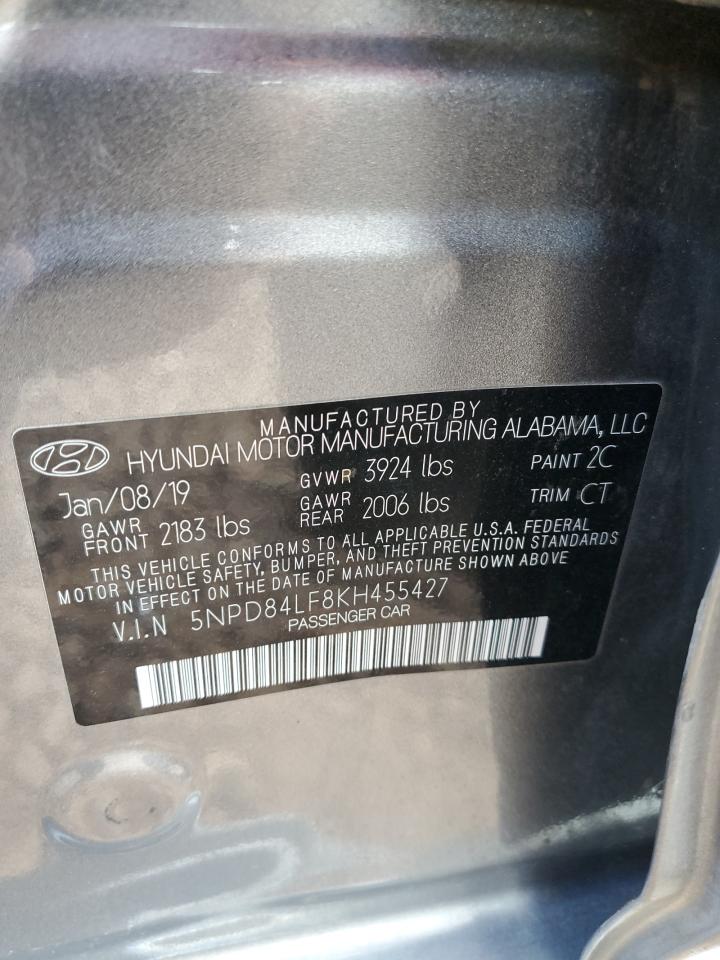 MANUFACTURED BY
HYUNDAI MOTOR MANUFACTURING ALABAMA, LLC
Jan/08/19 GVWR 3924 lbs PAINT 2C
GAWR FRONT 2183 lbs GAWR REAR 2006 lbs TRIM CT
THIS VEHICLE CONFORMS TO ALL APPLICABLE U.S.A. FEDERAL
MOTOR VEHICLE SAFETY, BUMPER, AND THEFT PREVENTION STANDARDS
IN EFFECT ON THE DATE OF MANUFACTURE SHOWN ABOVE
V.I.N 5NPD84LF8KH455427
PASSENGER CAR